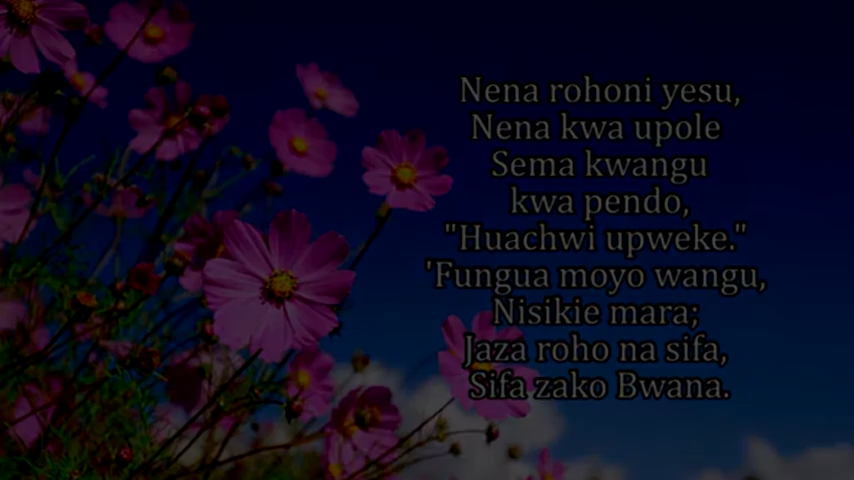 Nena rohoni yesu,
Nena kwa upole
Sema kwangu
kwa pendo,
"Huachwi upweke."
'Fungua moyo wangu,
Nisikie mara;
Jaza roho na sifa,
Sifa zako Bwana.